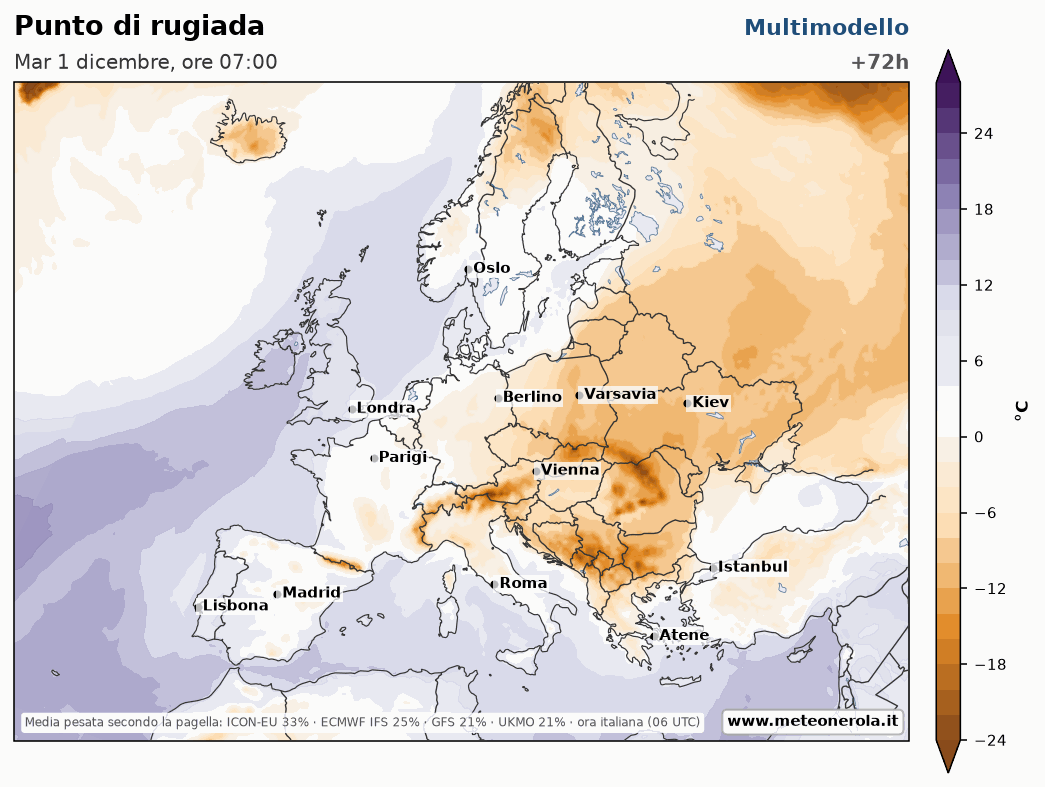 Punto di rugiada
Multimodello
Mar 1 dicembre, ore 07:00
+72h
24
18
12
6
0
−6
−12
−18
−24
°C
Oslo
Londra
Berlino
Varsavia
Kiev
Parigi
Vienna
Istanbul
Roma
Madrid
Lisbona
Atene
Media pesata secondo la pagella: ICON-EU 33% · ECMWF IFS 25% · GFS 21% · UKMO 21% · ora italiana (06 UTC)
www.meteonerola.it